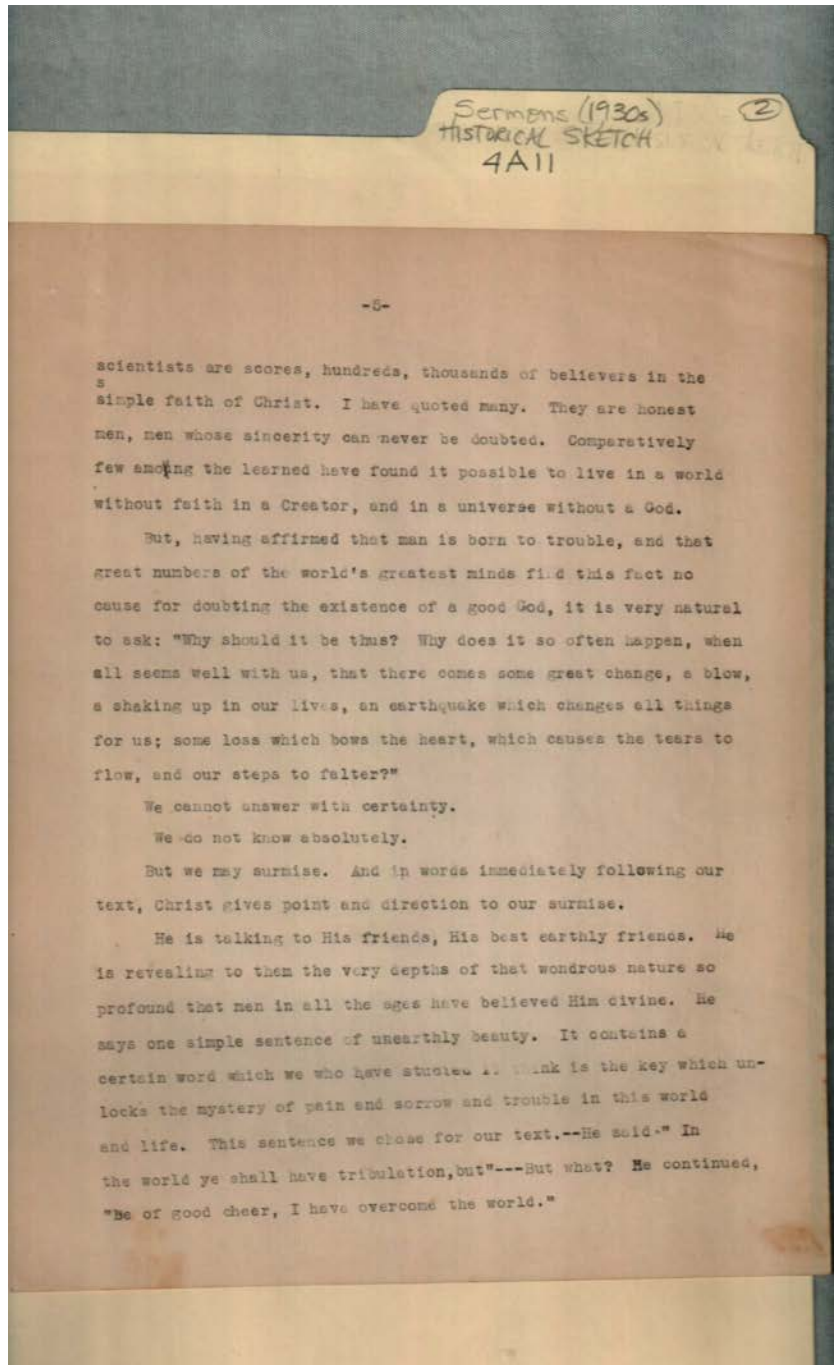 Sermons (1930s) 2
HISTORICAL SKETCH
4A11
-5-
scientists are scores, hundreds, thousands of believers in the
s
simple faith of Christ. I have quoted many. They are honest
men, men whose sincerity can never be doubted. Comparatively
few among the learned have found it possible to live in a world
without faith in a Creator, and in a universe without a God.
But, having affirmed that man is born to trouble, and that
great numbers of the world's greatest minds find this fact no
cause for doubting the existence of a good God, it is very natural
to ask: "Why should it be thus? Why does it so often happen, when
all seems well with us, that there comes some great change, a blow,
a shaking up in our lives, an earthquake which changes all things
for us; some loss which bows the heart, which causes the tears to
flow, and our steps to falter?"
We cannot answer with certainty.
We do not know absolutely.
But we may surmise. And in words immediately following our
text, Christ gives point and direction to our surmise.
He is talking to His friends, His best earthly friends. He
is revealing to them the very depths of that wondrous nature so
profound that men in all the ages have believed Him divine. He
says one simple sentence of unearthly beauty. It contains a
certain word which we who have studied is the key which un-
locks the mystery of pain and sorrow and trouble in this world
and life. This sentence we chose for our text.--He said-" In
the world ye shall have tribulation,but"---But what? He continued,
"Be of good cheer, I have overcome the world."